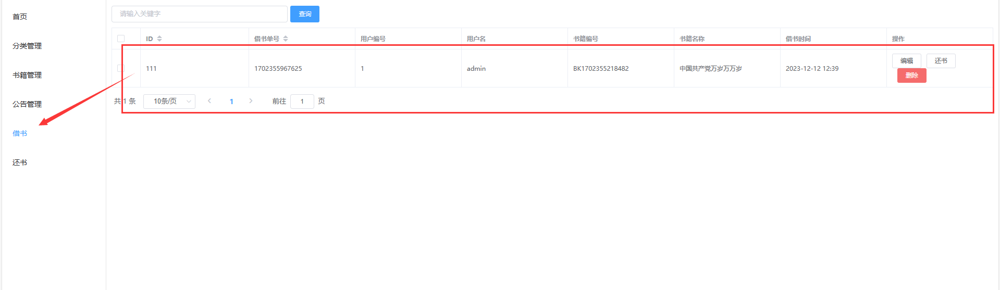 首页
分类管理
书籍管理
公告管理
借书
还书
请输入关键字 查询
ID 借书单号 用户编号 用户名 书籍编号 书籍名称 借书时间 操作
111 1702355967625 1 admin BK1702355218482 中国共产党万岁万万岁 2023-12-12 12:39 编辑 还书
删除
共 1 条 10条/页 1 前往 1 页